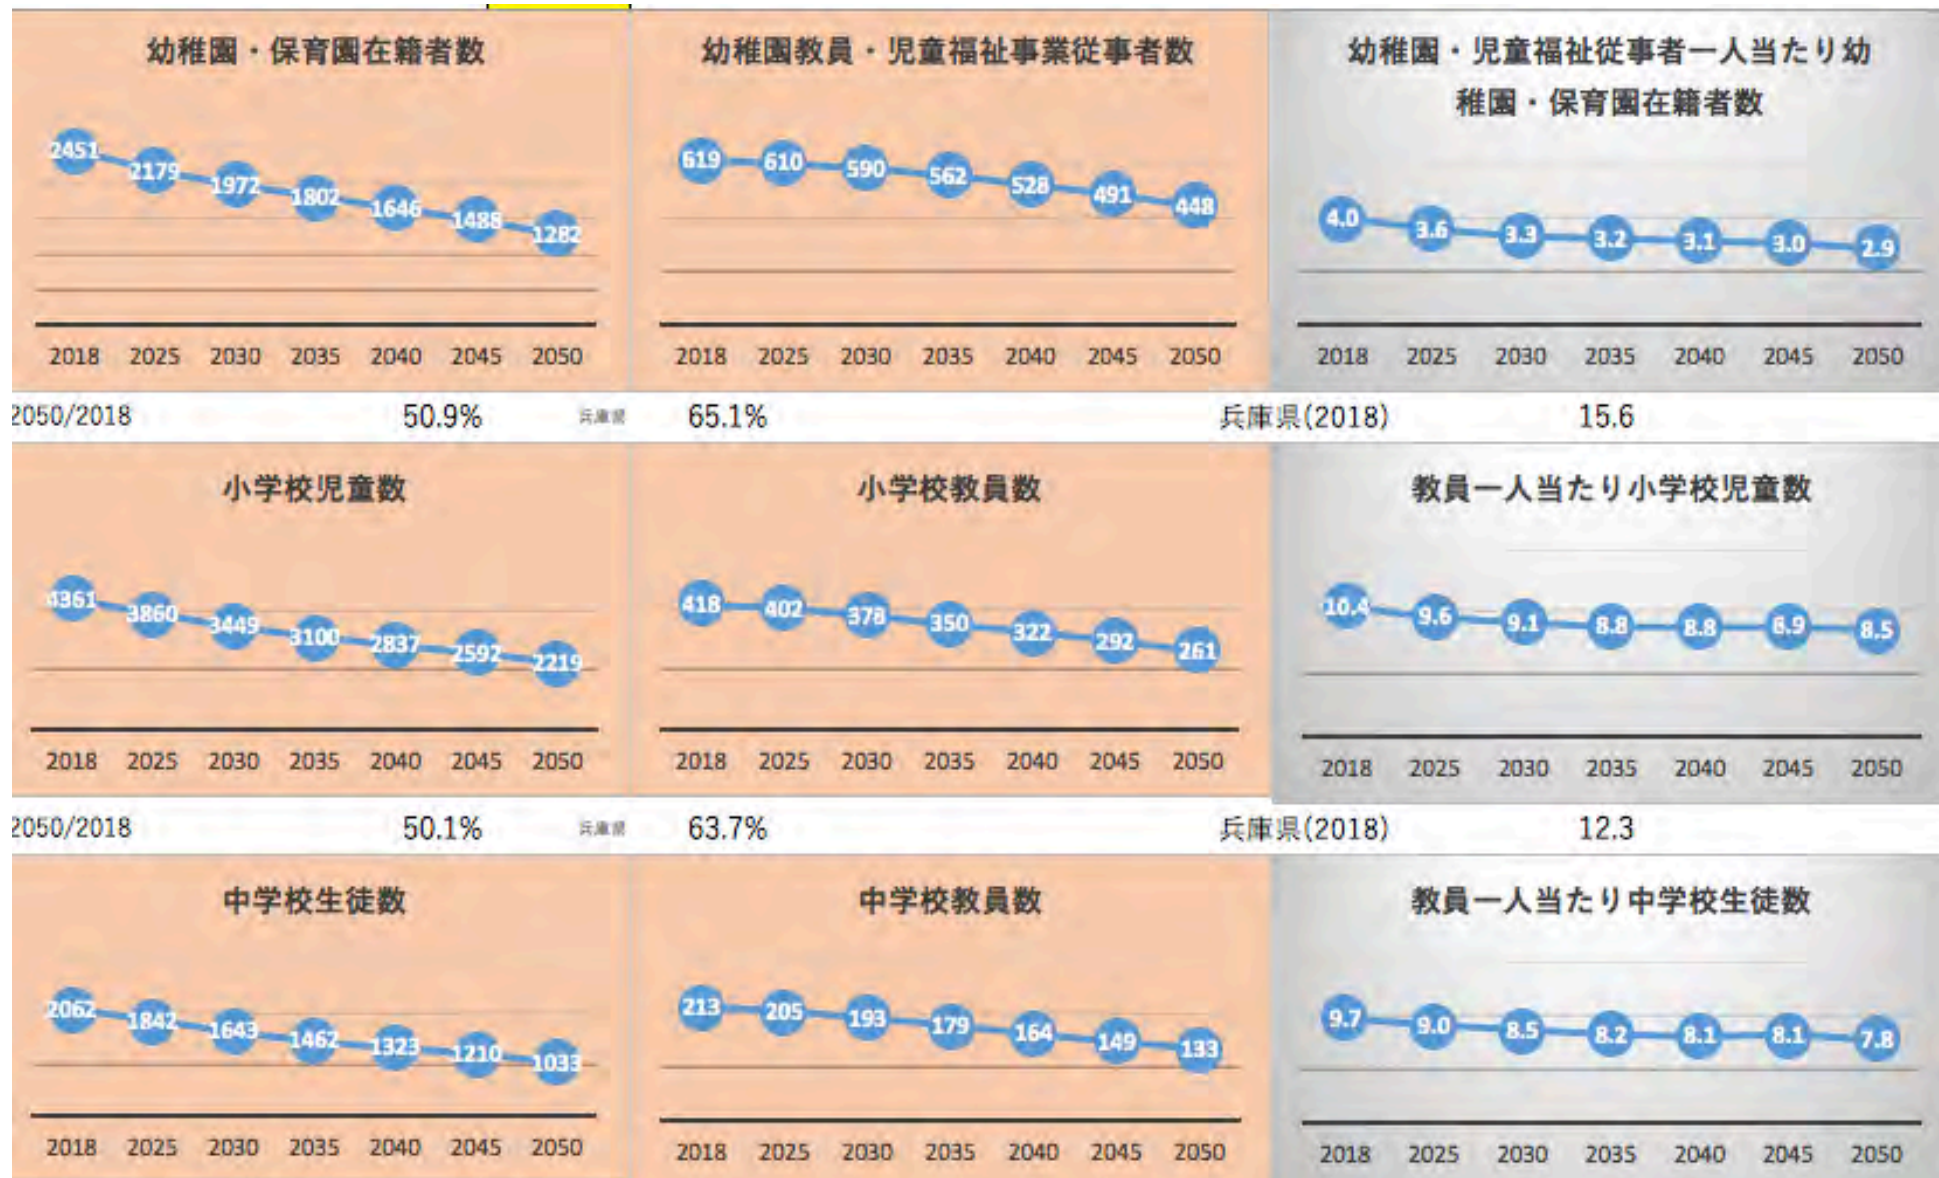 幼稚園・保育園在籍者数
2451 2179 1972 1802 1646 1488 1282
2018 2025 2030 2035 2040 2045 2050
幼稚園教員・児童福祉事業従事者数
619 610 590 562 528 491 448
2018 2025 2030 2035 2040 2045 2050
幼稚園・児童福祉従事者一人当たり幼
稚園・保育園在籍者数
4.0 3.6 3.3 3.2 3.1 3.0 2.9
2018 2025 2030 2035 2040 2045 2050
2050/2018 50.9% 兵庫県 65.1% 兵庫県(2018) 15.6
小学校児童数
4361 3860 3449 3100 2837 2592 2219
2018 2025 2030 2035 2040 2045 2050
小学校教員数
418 402 378 350 322 292 261
2018 2025 2030 2035 2040 2045 2050
教員一人当たり小学校児童数
10.4 9.6 9.1 8.8 8.8 8.9 8.5
2018 2025 2030 2035 2040 2045 2050
2050/2018 50.1% 兵庫県 63.7% 兵庫県(2018) 12.3
中学校生徒数
2062 1842 1643 1462 1323 1210 1033
2018 2025 2030 2035 2040 2045 2050
中学校教員数
213 205 193 179 164 149 133
2018 2025 2030 2035 2040 2045 2050
教員一人当たり中学校生徒数
9.7 9.0 8.5 8.2 8.1 8.1 7.8
2018 2025 2030 2035 2040 2045 2050